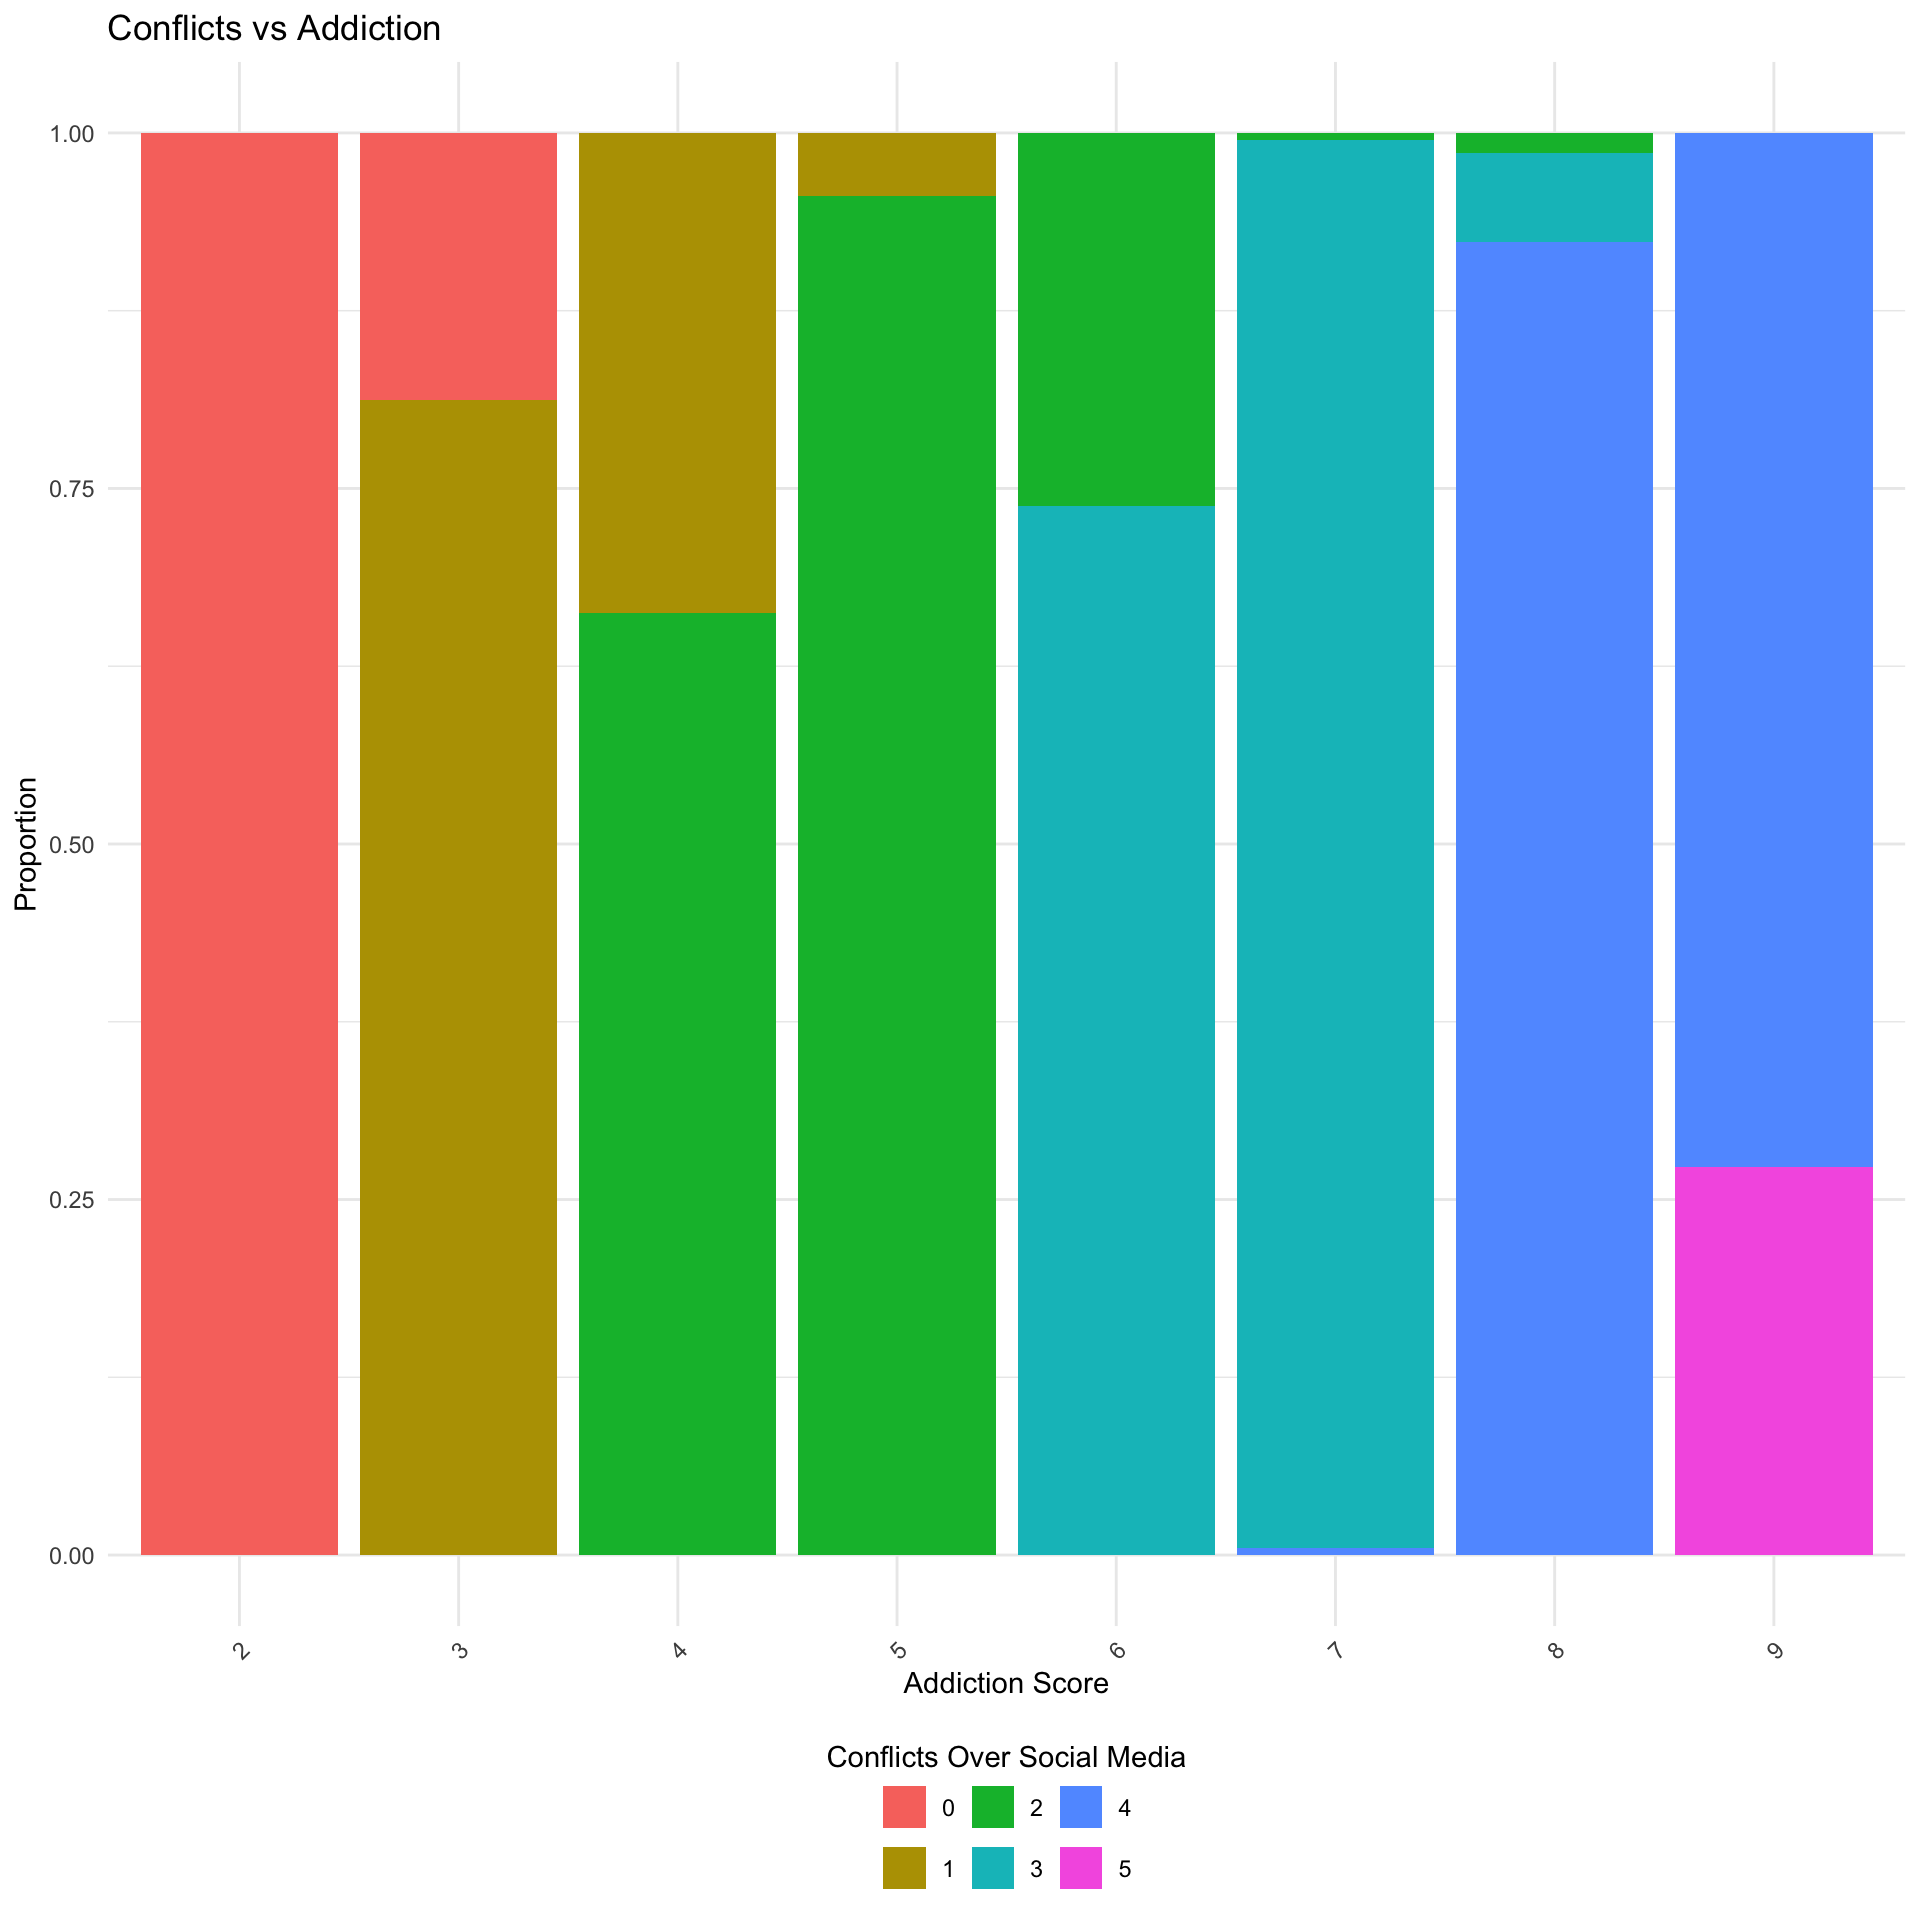 Conflicts vs Addiction
1.00
0.75
0.50
0.25
0.00
Proportion
2 3 4 5 6 7 8 9
Addiction Score
Conflicts Over Social Media
0 2 4
1 3 5